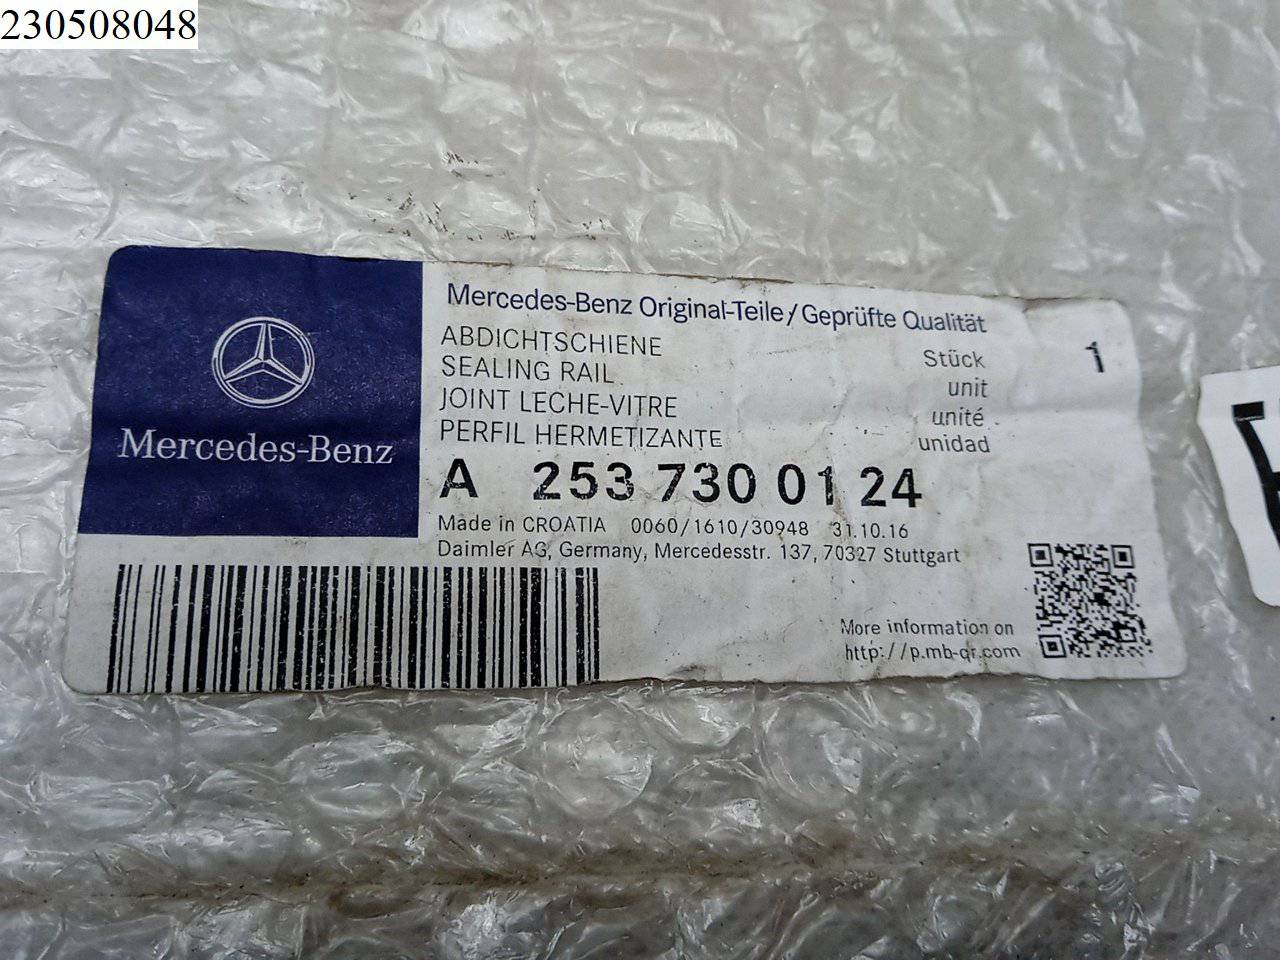 230508048
Mercedes-Benz
Mercedes-Benz Original-Teile/Geprüfte Qualität
ABDICHTSCHIENE
SEALING RAIL
JOINT LECHE-VITRE
PERFIL HERMETIZANTE
Stück 1
unit
unité
unidad
A 253 730 01 24
Made in CROATIA 0060/1610/30948 31.10.16
Daimler AG, Germany, Mercedesstr. 137, 70327 Stuttgart
More information on
http://p.mb-qr.com